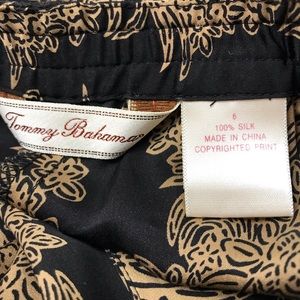 Tommy Bahama
6
100% SILK
MADE IN CHINA
COPYRIGHTED PRINT